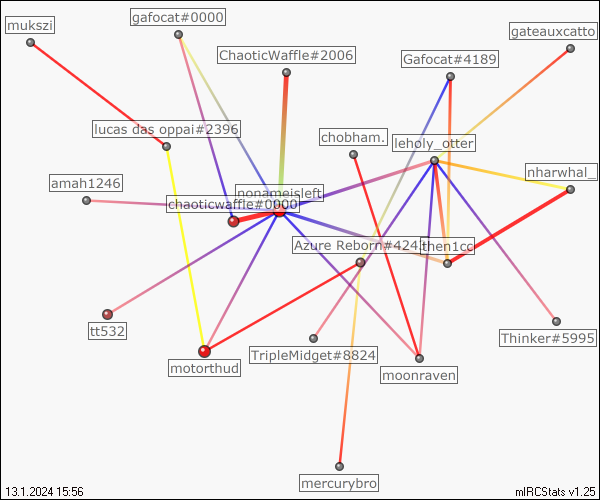 gafocat#0000
mukszi
gateauxcatto
ChaoticWaffle#2006
Gafocat#4189
lucas das oppai#2396
chobham.
leholy_otter
nharwhal_
amah1246
nonameisleft
chaoticwaffle#0000
Azure Reborn#424
then1cc
tt532
Thinker#5995
TripleMidget#8824
motorthud
moonraven
mercurybro
13.1.2024 15:56
mIRCStats v1.25